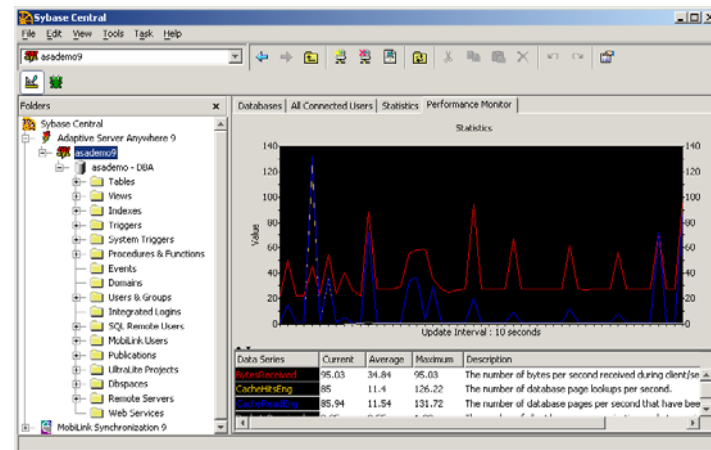 Sybase Central
File Edit View Tools Task Help
asademo9
Folders
Sybase Central
Adaptive Server Anywhere 9
asademo9
asademo - DBA
Tables
Views
Indexes
Triggers
System Triggers
Procedures & Functions
Events
Domains
Users & Groups
Integrated Logins
SQL Remote Users
MobiLink Users
Publications
UltraLite Projects
Dbspaces
Remote Servers
Web Services
MobiLink Synchronization 9
Databases All Connected Users Statistics Performance Monitor
Statistics
Value
140 140
120 120
100 100
80 80
60 60
40 40
20 20
0 0
Update Interval : 10 seconds
Data Series Current Average Maximum Description
BytesReceived 95.03 34.84 95.03 The number of bytes per second received during client/se
CacheHitsEng 85 11.4 126.22 The number of database page lookups per second.
CacheReadEng 85.94 11.54 131.72 The number of database pages per second that have bee